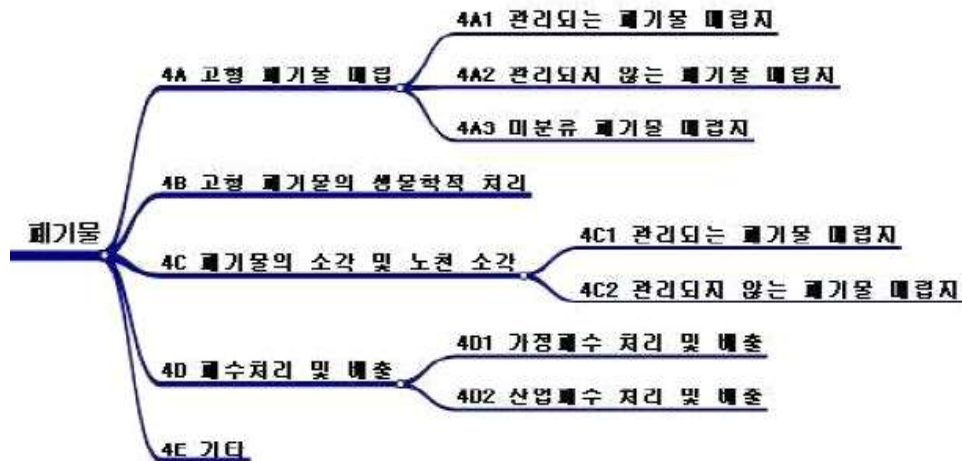 폐기물
4A 고형 폐기물 매립
4A1 관리되는 폐기물 매립지
4A2 관리되지 않는 폐기물 매립지
4A3 미분류 폐기물 매립지
4B 고형 폐기물의 생물학적 처리
4C 폐기물의 소각 및 노천 소각
4C1 관리되는 폐기물 매립지
4C2 관리되지 않는 폐기물 매립지
4D 폐수처리 및 배출
4D1 가정폐수 처리 및 배출
4D2 산업폐수 처리 및 배출
4E 기타